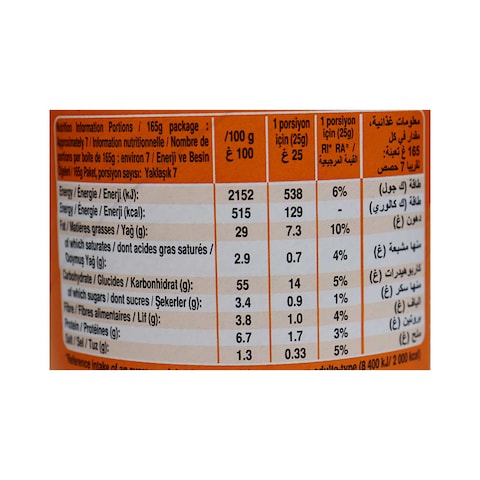 Nutrition Information Portions / 165g package :
Approximately 7 / Information nutritionnelle / Nombre de
portions par boîte de 165g : environ 7 / Enerji ve Besin
Öğeleri / 165g Paket, porsiyon sayısı: Yaklaşık 7
/100 g
100 غ
1 porsiyon
için (25g)
25 غ
1 porsiyon
için (25g)
RI* RA* /
القيمة المرجعية
معلومات غذائية،
مقدار في كل
165 غ تعبئة:
تقريبا 7 حصص
Energy / Énergie / Enerji (kJ): 2152 538 6% طاقة (ك جول)
Energy / Énergie / Enerji (kcal): 515 129 - طاقة (ك كالوري)
Fat / Matières grasses / Yağ (g): 29 7.3 10% دهون (غ)
of which saturates / dont acides gras saturés /
Doymuş Yağ (g): 2.9 0.7 4% منها مشبعة (غ)
Carbohydrate / Glucides / Karbonhidrat (g): 55 14 5% كاربوهيدرات (غ)
of which sugars / dont sucres / Şekerler (g): 3.4 0.9 1% منها سكر (غ)
Fibre / Fibres alimentaires / Lif (g): 3.8 1.0 4% الياف (غ)
Protein / Protéines (g): 6.7 1.7 3% بروتين (غ)
Salt / Sel / Tuz (g): 1.3 0.33 5% ملح (غ)
*Reference intake of an adulte-type (8 400 kJ / 2 000 kcal)